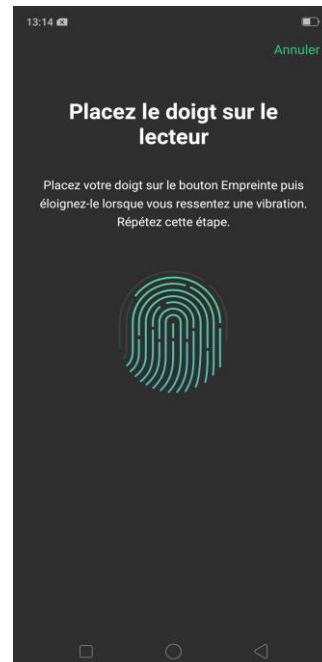 13:14
Annuler
Placez le doigt sur le
lecteur
Placez votre doigt sur le bouton Empreinte puis
éloignez-le lorsque vous ressentez une vibration.
Répétez cette étape.